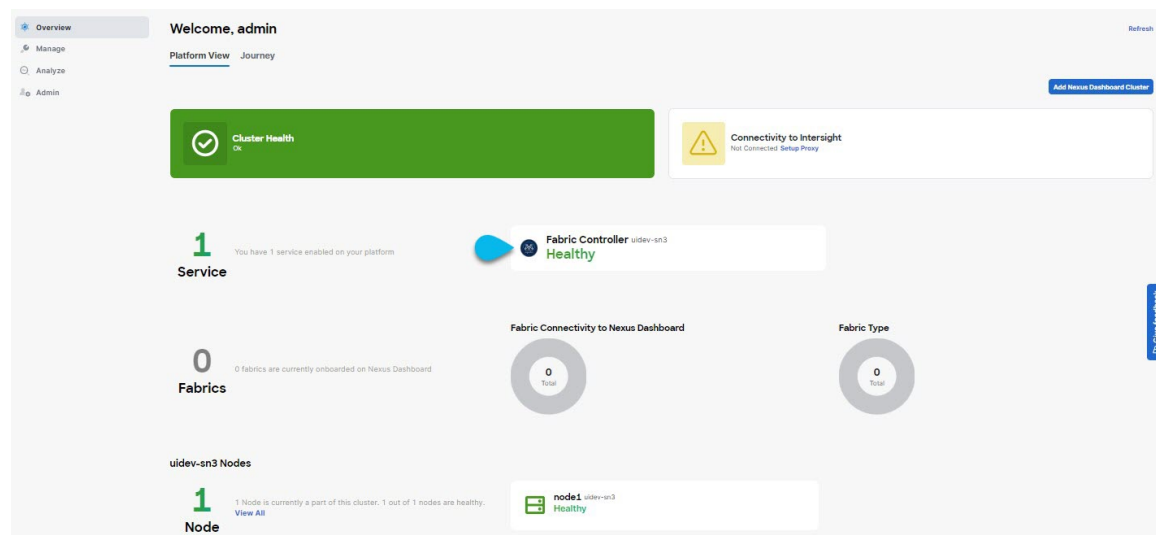 Overview
Manage
Analyze
Admin
Welcome, admin
Refresh
Platform View Journey
Add Nexus Dashboard Cluster
Cluster Health
Ok
Connectivity to Intersight
Not Connected Setup Proxy
1
Service
You have 1 service enabled on your platform
Fabric Controller uidev-sn3
Healthy
0
Fabrics
0 fabrics are currently onboarded on Nexus Dashboard
Fabric Connectivity to Nexus Dashboard
0
Total
Fabric Type
0
Total
uidev-sn3 Nodes
1
Node
1 Node is currently a part of this cluster. 1 out of 1 nodes are healthy.
View All
node1 uidev-sn3
Healthy